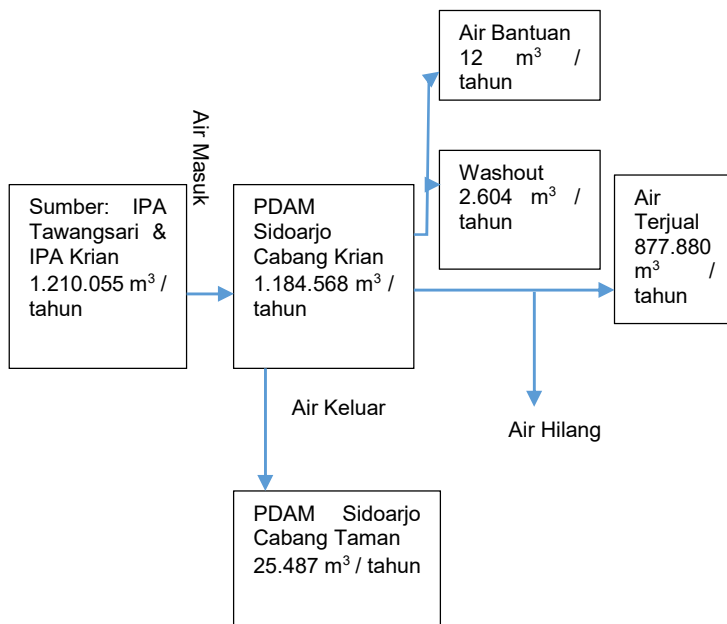 Air Bantuan
12 m³ /
tahun
Air Masuk
Washout
2.604 m³ /
tahun
Sumber: IPA
Tawangsari &
IPA Krian
1.210.055 m³ /
tahun
PDAM
Sidoarjo
Cabang Krian
1.184.568 m³ /
tahun
Air
Terjual
877.880
m³ /
tahun
Air Keluar
Air Hilang
PDAM Sidoarjo
Cabang Taman
25.487 m³ / tahun